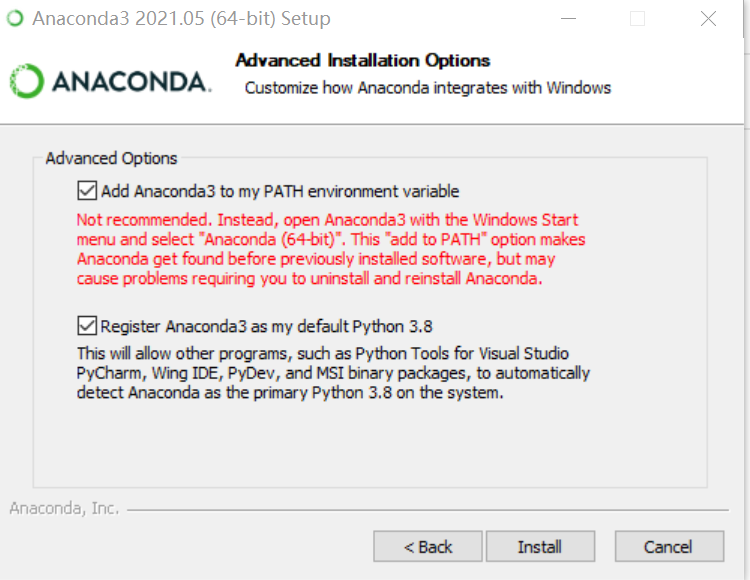 Anaconda3 2021.05 (64-bit) Setup
Advanced Installation Options
ANACONDA.
Customize how Anaconda integrates with Windows
Advanced Options
Add Anaconda3 to my PATH environment variable
Not recommended. Instead, open Anaconda3 with the Windows Start
menu and select "Anaconda (64-bit)". This "add to PATH" option makes
Anaconda get found before previously installed software, but may
cause problems requiring you to uninstall and reinstall Anaconda.
Register Anaconda3 as my default Python 3.8
This will allow other programs, such as Python Tools for Visual Studio
PyCharm, Wing IDE, PyDev, and MSI binary packages, to automatically
detect Anaconda as the primary Python 3.8 on the system.
Anaconda, Inc.
< Back
Install
Cancel